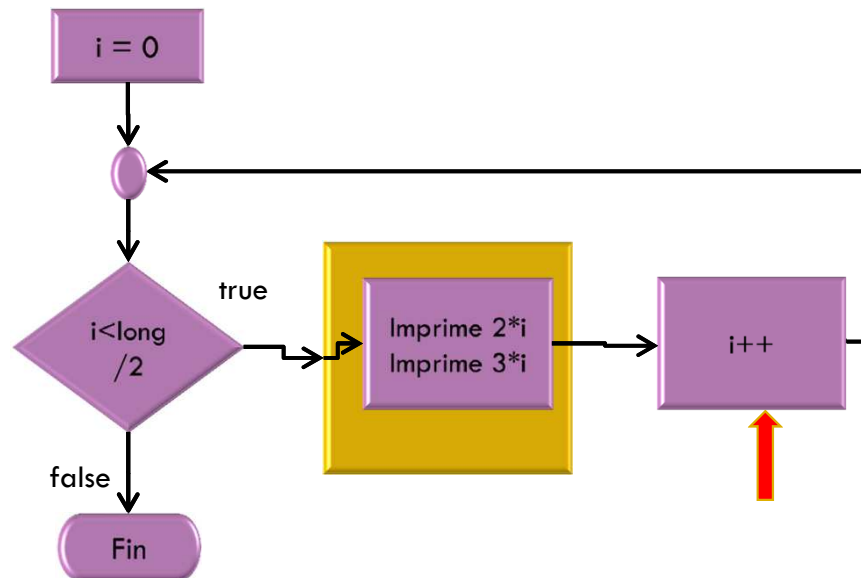 i = 0
true
i<long
/2
Imprime 2*i
Imprime 3*i
i++
false
Fin